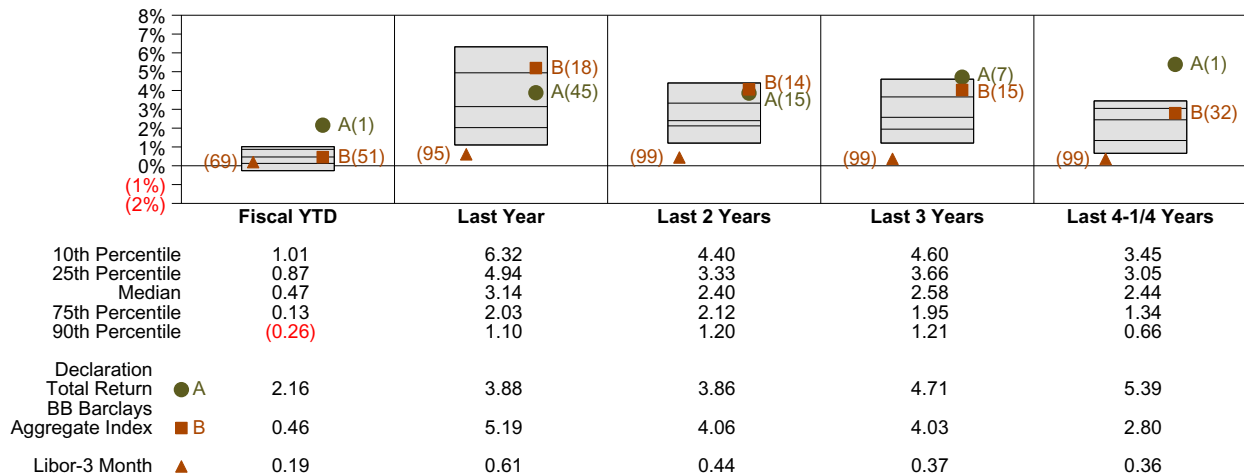 8%
7%
6%
5%
4%
3%
2%
1%
0%
(1%)
(2%)
(69)
A(1)
B(51)
(95)
B(18)
A(45)
(99)
B(14)
A(15)
(99)
A(7)
B(15)
(99)
A(1)
B(32)
Fiscal YTD Last Year Last 2 Years Last 3 Years Last 4-1/4 Years
10th Percentile 1.01 6.32 4.40 4.60 3.45
25th Percentile 0.87 4.94 3.33 3.66 3.05
Median 0.47 3.14 2.40 2.58 2.44
75th Percentile 0.13 2.03 2.12 1.95 1.34
90th Percentile (0.26) 1.10 1.20 1.21 0.66
Declaration
Total Return A 2.16 3.88 3.86 4.71 5.39
BB Barclays
Aggregate Index B 0.46 5.19 4.06 4.03 2.80
Libor-3 Month 0.19 0.61 0.44 0.37 0.36